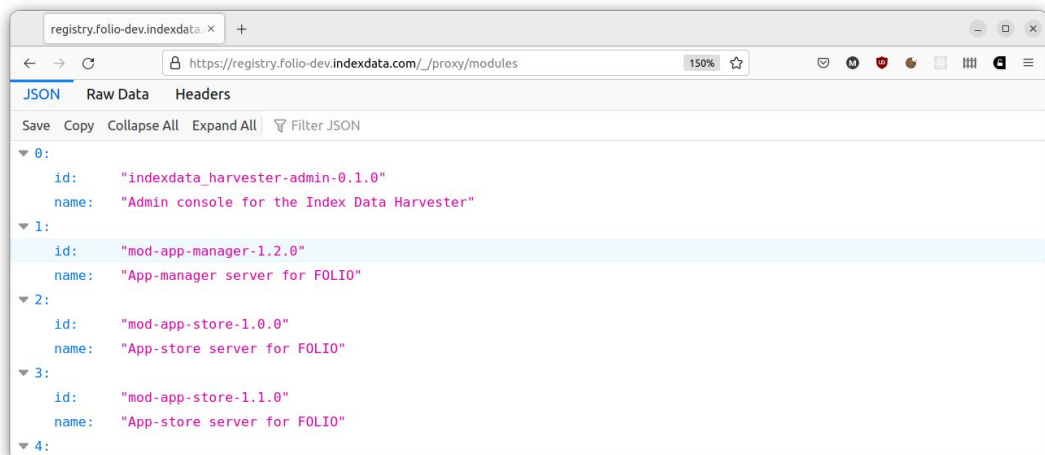 registry.folio-dev.indexdata.
https://registry.folio-dev.indexdata.com/_/proxy/modules 150%
JSON Raw Data Headers
Save Copy Collapse All Expand All Filter JSON
0:
id: "indexdata_harvester-admin-0.1.0"
name: "Admin console for the Index Data Harvester"
1:
id: "mod-app-manager-1.2.0"
name: "App-manager server for FOLIO"
2:
id: "mod-app-store-1.0.0"
name: "App-store server for FOLIO"
3:
id: "mod-app-store-1.1.0"
name: "App-store server for FOLIO"
4: